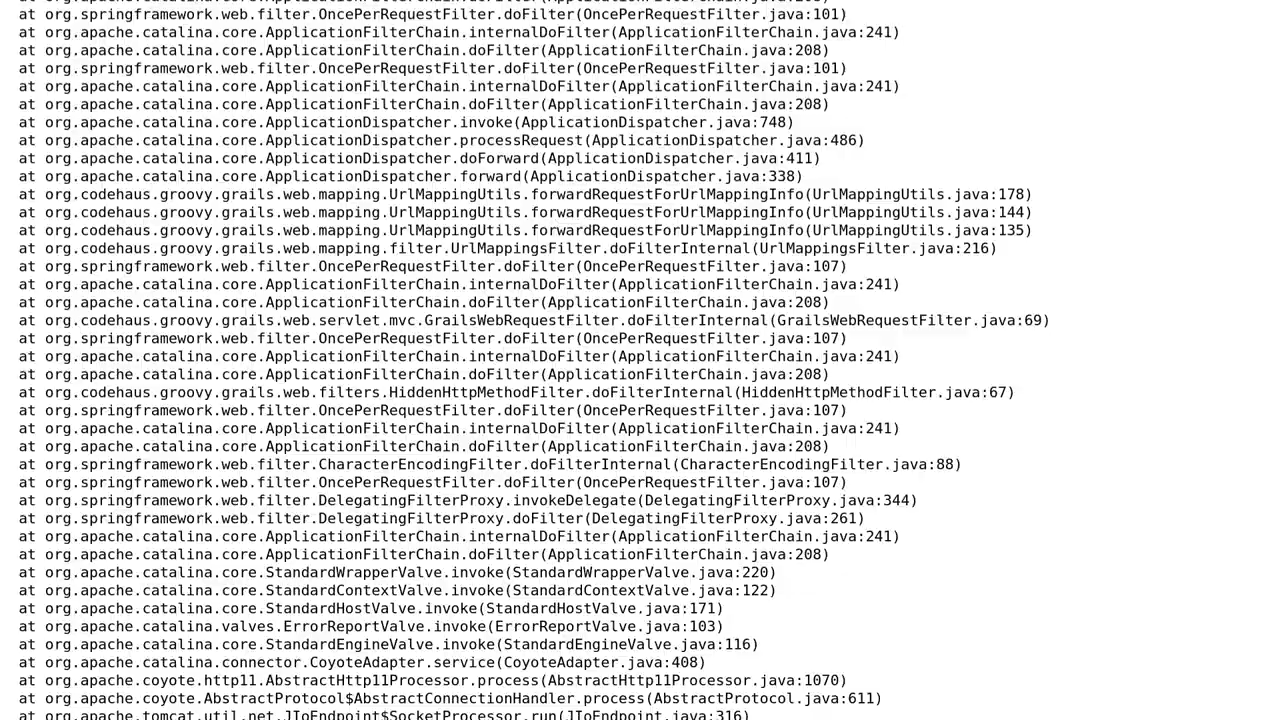 at org.springframework.web.filter.OncePerRequestFilter.doFilter(OncePerRequestFilter.java:101)
at org.apache.catalina.core.ApplicationFilterChain.internalDoFilter(ApplicationFilterChain.java:241)
at org.apache.catalina.core.ApplicationFilterChain.doFilter(ApplicationFilterChain.java:208)
at org.springframework.web.filter.OncePerRequestFilter.doFilter(OncePerRequestFilter.java:101)
at org.apache.catalina.core.ApplicationFilterChain.internalDoFilter(ApplicationFilterChain.java:241)
at org.apache.catalina.core.ApplicationFilterChain.doFilter(ApplicationFilterChain.java:208)
at org.apache.catalina.core.ApplicationDispatcher.invoke(ApplicationDispatcher.java:748)
at org.apache.catalina.core.ApplicationDispatcher.processRequest(ApplicationDispatcher.java:486)
at org.apache.catalina.core.ApplicationDispatcher.doForward(ApplicationDispatcher.java:411)
at org.apache.catalina.core.ApplicationDispatcher.forward(ApplicationDispatcher.java:338)
at org.codehaus.groovy.grails.web.mapping.UrlMappingUtils.forwardRequestForUrlMappingInfo(UrlMappingUtils.java:178)
at org.codehaus.groovy.grails.web.mapping.UrlMappingUtils.forwardRequestForUrlMappingInfo(UrlMappingUtils.java:144)
at org.codehaus.groovy.grails.web.mapping.UrlMappingUtils.forwardRequestForUrlMappingInfo(UrlMappingUtils.java:135)
at org.codehaus.groovy.grails.web.mapping.filter.UrlMappingsFilter.doFilterInternal(UrlMappingsFilter.java:216)
at org.springframework.web.filter.OncePerRequestFilter.doFilter(OncePerRequestFilter.java:107)
at org.apache.catalina.core.ApplicationFilterChain.internalDoFilter(ApplicationFilterChain.java:241)
at org.apache.catalina.core.ApplicationFilterChain.doFilter(ApplicationFilterChain.java:208)
at org.codehaus.groovy.grails.web.servlet.mvc.GrailsWebRequestFilter.doFilterInternal(GrailsWebRequestFilter.java:69)
at org.springframework.web.filter.OncePerRequestFilter.doFilter(OncePerRequestFilter.java:107)
at org.apache.catalina.core.ApplicationFilterChain.internalDoFilter(ApplicationFilterChain.java:241)
at org.apache.catalina.core.ApplicationFilterChain.doFilter(ApplicationFilterChain.java:208)
at org.codehaus.groovy.grails.web.filters.HiddenHttpMethodFilter.doFilterInternal(HiddenHttpMethodFilter.java:67)
at org.springframework.web.filter.OncePerRequestFilter.doFilter(OncePerRequestFilter.java:107)
at org.apache.catalina.core.ApplicationFilterChain.internalDoFilter(ApplicationFilterChain.java:241)
at org.apache.catalina.core.ApplicationFilterChain.doFilter(ApplicationFilterChain.java:208)
at org.springframework.web.filter.CharacterEncodingFilter.doFilterInternal(CharacterEncodingFilter.java:88)
at org.springframework.web.filter.OncePerRequestFilter.doFilter(OncePerRequestFilter.java:107)
at org.springframework.web.filter.DelegatingFilterProxy.invokeDelegate(DelegatingFilterProxy.java:344)
at org.springframework.web.filter.DelegatingFilterProxy.doFilter(DelegatingFilterProxy.java:261)
at org.apache.catalina.core.ApplicationFilterChain.internalDoFilter(ApplicationFilterChain.java:241)
at org.apache.catalina.core.ApplicationFilterChain.doFilter(ApplicationFilterChain.java:208)
at org.apache.catalina.core.StandardWrapperValve.invoke(StandardWrapperValve.java:220)
at org.apache.catalina.core.StandardContextValve.invoke(StandardContextValve.java:122)
at org.apache.catalina.core.StandardHostValve.invoke(StandardHostValve.java:171)
at org.apache.catalina.valves.ErrorReportValve.invoke(ErrorReportValve.java:103)
at org.apache.catalina.core.StandardEngineValve.invoke(StandardEngineValve.java:116)
at org.apache.catalina.connector.CoyoteAdapter.service(CoyoteAdapter.java:408)
at org.apache.coyote.http11.AbstractHttp11Processor.process(AbstractHttp11Processor.java:1070)
at org.apache.coyote.AbstractProtocol$AbstractConnectionHandler.process(AbstractProtocol.java:611)
at org.apache.tomcat.util.net.JIoEndpoint$SocketProcessor.run(JIoEndpoint.java:316)